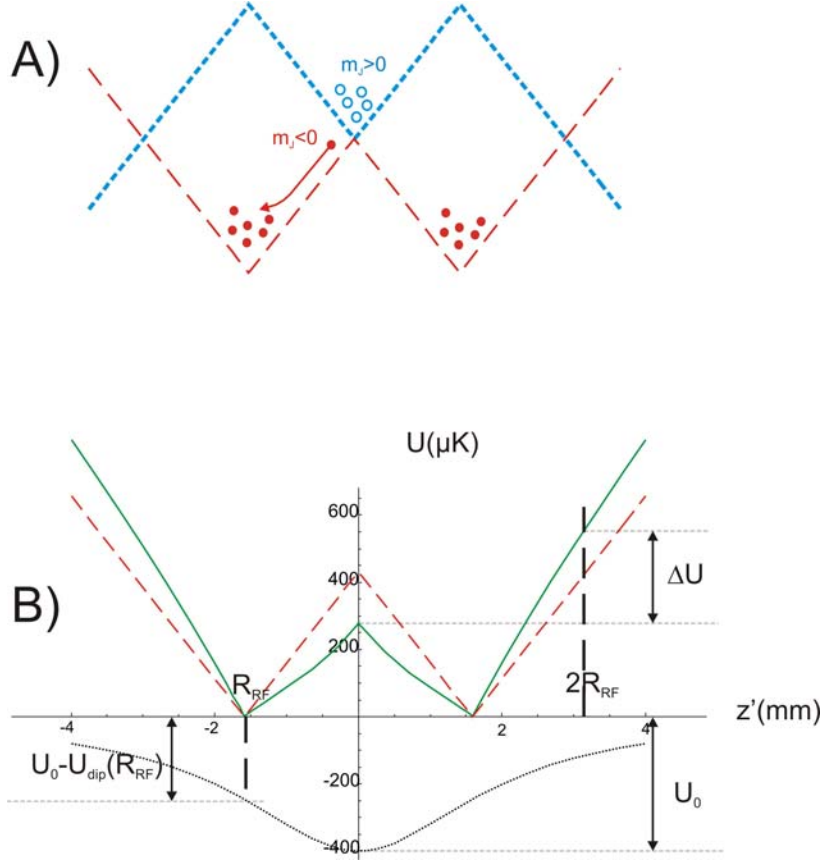 A)
m_J>0
m_J<0
U(μK)
600
400
200
ΔU
B)
R_RF
2R_RF
-4
-2
2
4
z'(mm)
U_0-U_dip(R_RF)
-200
U_0
-400